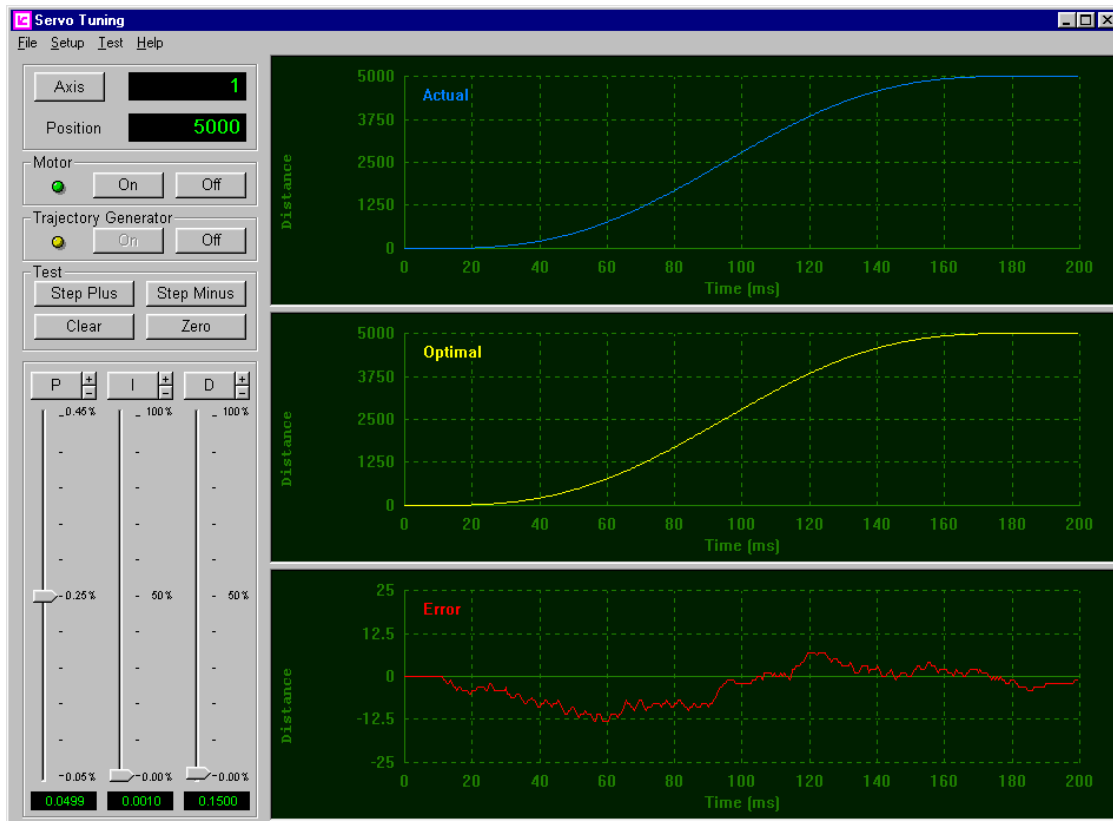 Servo Tuning
File Setup Test Help
Axis 1
Position 5000
Motor
On Off
Trajectory Generator
On Off
Test
Step Plus Step Minus
Clear Zero
P + - I + - D + -
0.45% 100% 100%
0.25% 50% 50%
0.05% 0.00% 0.00%
0.0499 0.0010 0.1500
Actual
Distance
5000
3750
2500
1250
0
0 20 40 60 80 100 120 140 160 180 200
Time (ms)
Optimal
Distance
5000
3750
2500
1250
0
0 20 40 60 80 100 120 140 160 180 200
Time (ms)
Error
Distance
25
12.5
0
-12.5
-25
0 20 40 60 80 100 120 140 160 180 200
Time (ms)